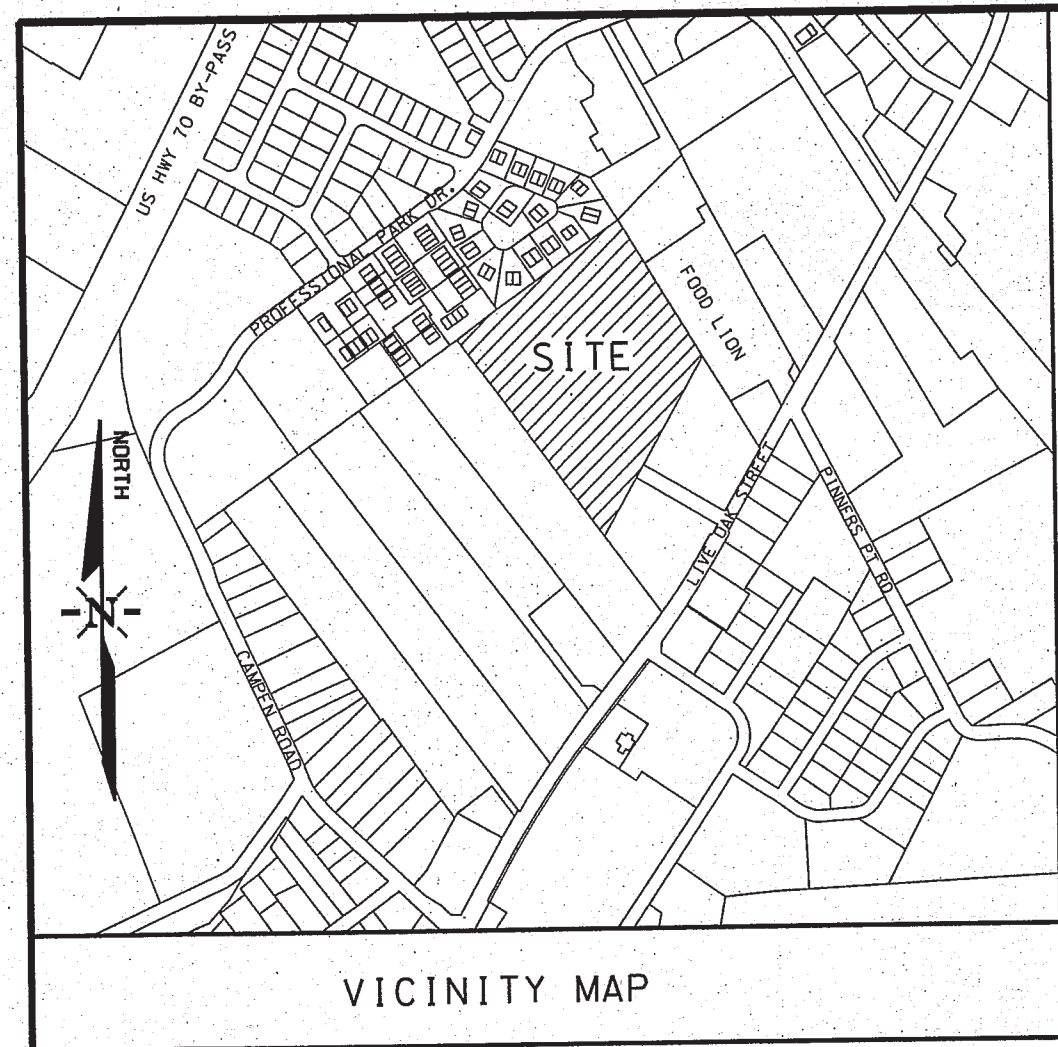 US HWY 70 BY-PASS
PROFESSIONAL PARK DR.
FOOD LION
SITE
NORTH
N
LIVE OAK STREET
PINNERS PT RD
CAMPEN ROAD
VICINITY MAP